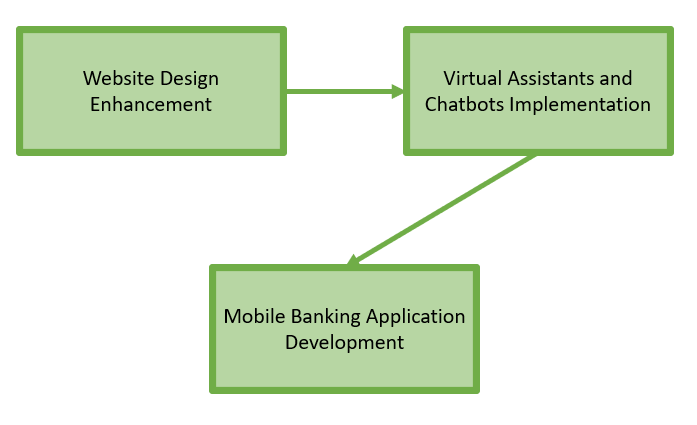 Website Design
Enhancement
Virtual Assistants and
Chatbots Implementation
Mobile Banking Application
Development